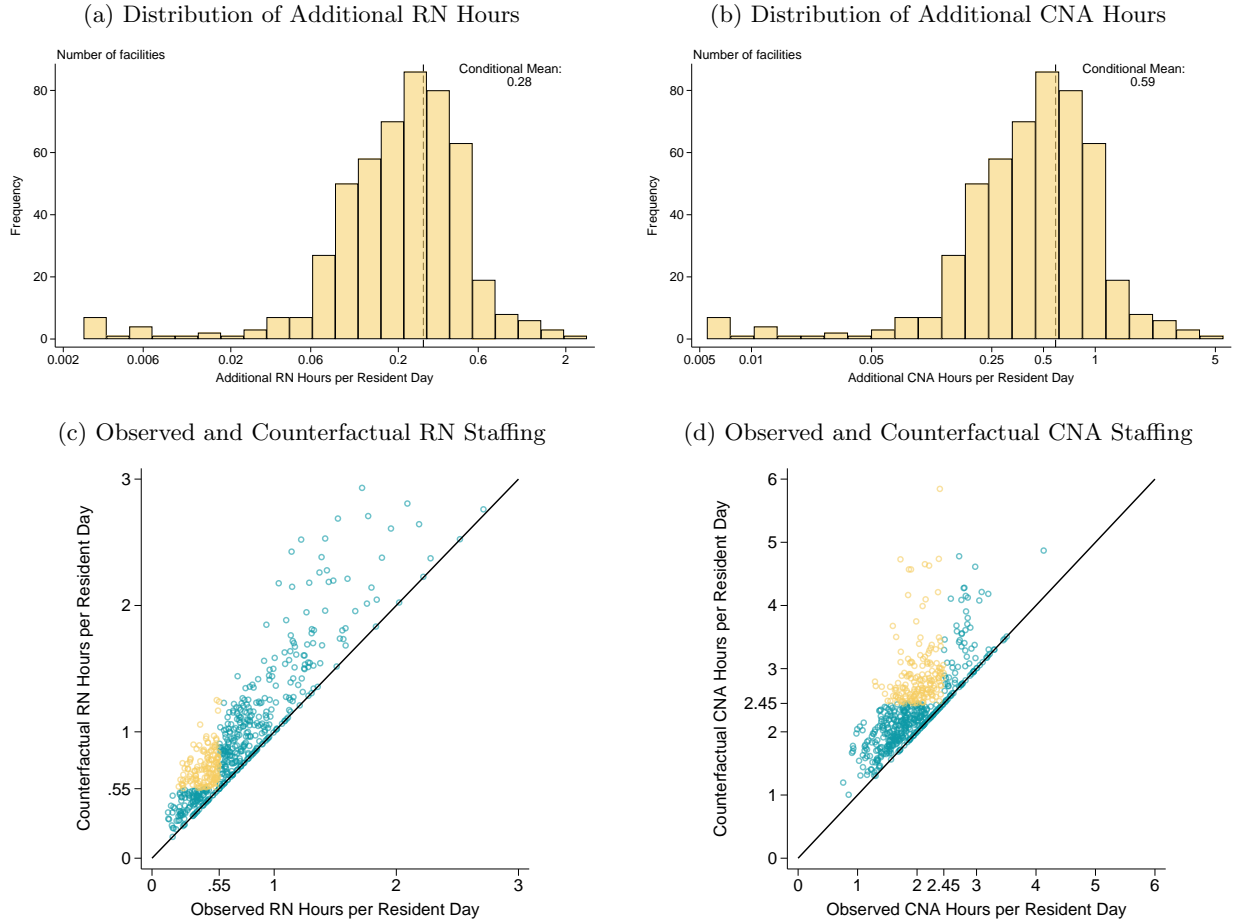 (a) Distribution of Additional RN Hours
Number of facilities
Conditional Mean:
0.28
80
60
40
20
0
Frequency
0.002 0.006 0.02 0.06 0.2 0.6 2
Additional RN Hours per Resident Day
(b) Distribution of Additional CNA Hours
Number of facilities
Conditional Mean:
0.59
80
60
40
20
0
Frequency
0.005 0.01 0.05 0.25 0.5 1 5
Additional CNA Hours per Resident Day
(c) Observed and Counterfactual RN Staffing
3
2
1
.55
0
Counterfactual RN Hours per Resident Day
0 .55 1 2 3
Observed RN Hours per Resident Day
(d) Observed and Counterfactual CNA Staffing
6
5
4
3
2.45
2
1
0
Counterfactual CNA Hours per Resident Day
0 1 2 2.45 3 4 5 6
Observed CNA Hours per Resident Day